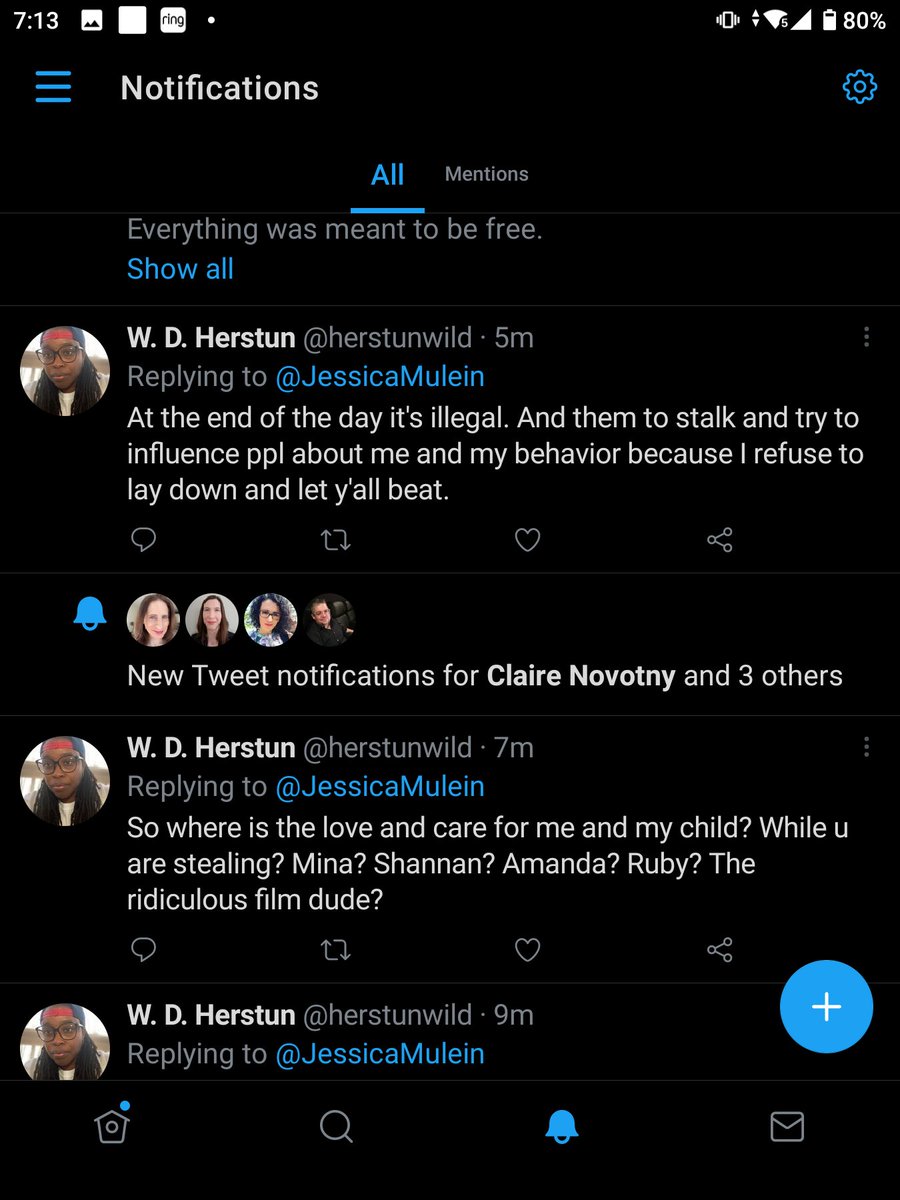 7:13
ring
5
80%
Notifications
All
Mentions
Everything was meant to be free.
Show all
W. D. Herstun @herstunwild · 5m
Replying to @JessicaMulein
At the end of the day it's illegal. And them to stalk and try to
influence ppl about me and my behavior because I refuse to
lay down and let y'all beat.
New Tweet notifications for Claire Novotny and 3 others
W. D. Herstun @herstunwild · 7m
Replying to @JessicaMulein
So where is the love and care for me and my child? While u
are stealing? Mina? Shannan? Amanda? Ruby? The
ridiculous film dude?
W. D. Herstun @herstunwild · 9m
Replying to @JessicaMulein